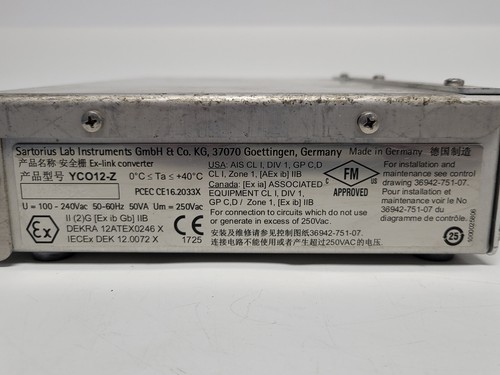 Sartorius Lab Instruments GmbH & Co. KG, 37070 Goettingen, Germany 德国制造
产品名称: 安全栅 Ex-link converter
产品型号 YCO12-Z 0°C ≤ Ta ≤ +40°C
PCEC CE16.2033X
U = 100 - 240Vac 50-60Hz 50VA Um = 250Vac
II (2)G [Ex ib Gb] IIB
DEKRA 12ATEX0246 X
IECEx DEK 12.0072 X
1725
Ex
USA: AIS CL I, DIV 1, GP C,D
CL I, Zone 1, [AEx ib] IIB
Canada: [Ex ia] ASSOCIATED
EQUIPMENT CL I, DIV 1,
GP C,D / Zone 1, [Ex ib] IIB
For connection to circuits which do not use
or generate in excess of 250Vac.
安装及维修请参见控制图纸36942-751-07.
连接电路不能使用或者产生超过250VAC 的电压.
FM
C US
APPROVED
For installation and
maintenance see
control drawing
36942-751-07.
Pour installation et
maintenance voir le No
36942-751-07 du
diagramme de contrôle.
25